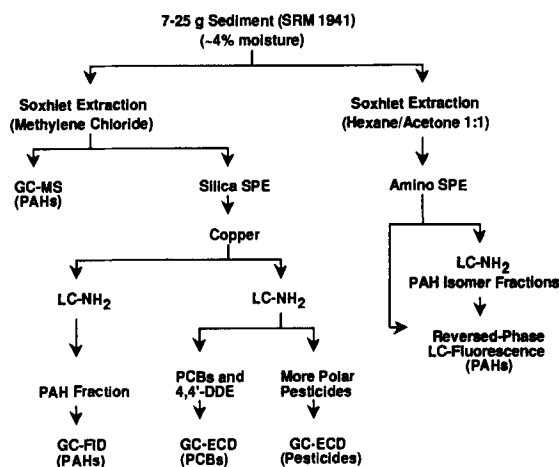 7-25 g Sediment (SRM 1941)
(~4% moisture)
Soxhlet Extraction
(Methylene Chloride)
Soxhlet Extraction
(Hexane/Acetone 1:1)
GC-MS
(PAHs)
Silica SPE
Amino SPE
Copper
LC-NH2
PAH Isomer Fractions
LC-NH2
LC-NH2
Reversed-Phase
LC-Fluorescence
(PAHs)
PAH Fraction
PCBs and
4,4'-DDE
More Polar
Pesticides
GC-FID
(PAHs)
GC-ECD
(PCBs)
GC-ECD
(Pesticides)